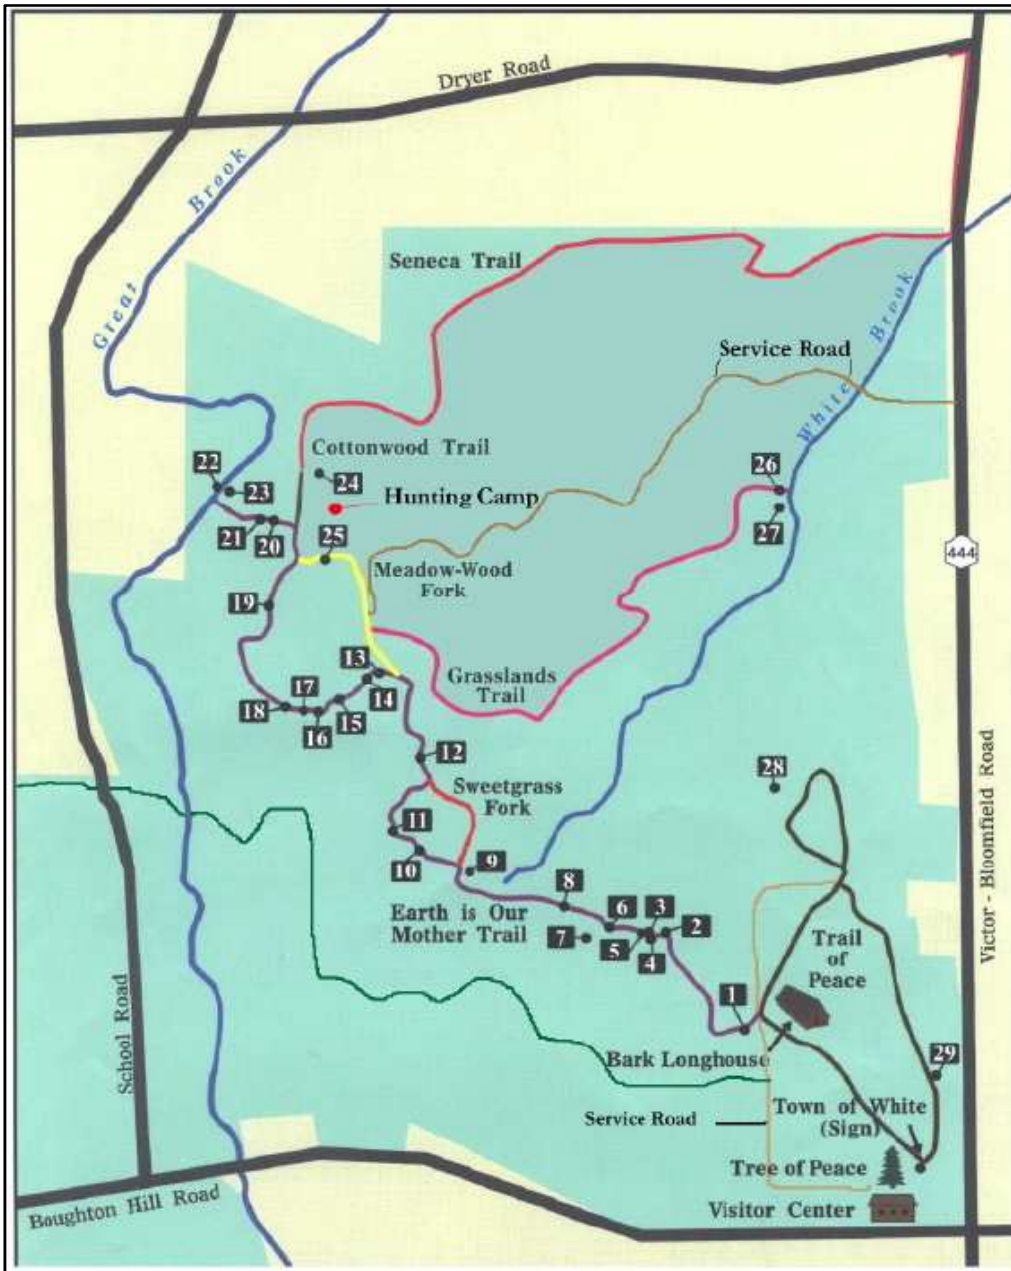 Dryer Road
Great Brook
Seneca Trail
Service Road
White Brook
Cottonwood Trail
22
23
24
26
Hunting Camp
27
21
20
25
444
Meadow-Wood
Fork
19
13
Grasslands
Trail
14
17
18
15
16
12
28
Victor - Bloomfield Road
Sweetgrass
Fork
11
10
9
8
Earth is Our
Mother Trail
6
3
2
7
5
4
Trail
of
Peace
1
School Road
Bark Longhouse
29
Service Road
Town of White
(Sign)
Tree of Peace
Visitor Center
Boughton Hill Road